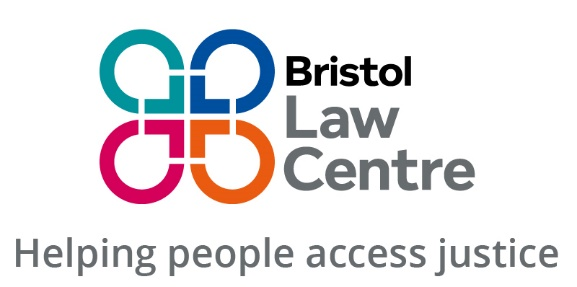 Bristol
Law
Centre
Helping people access justice